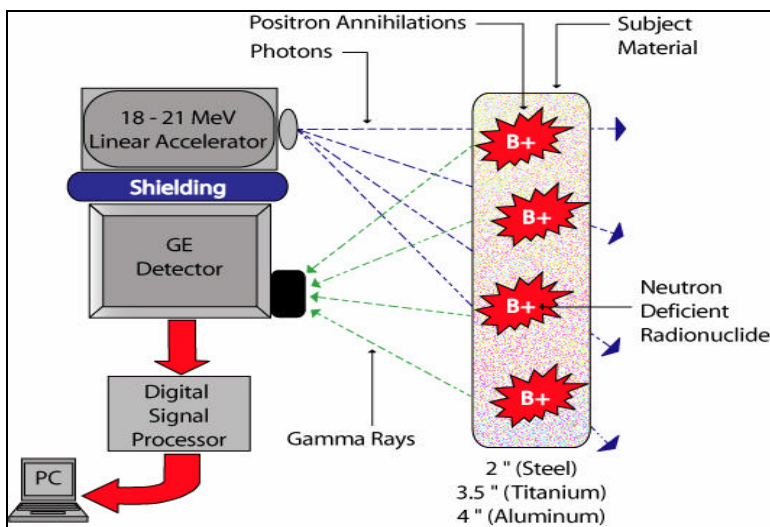 Positron Annihilations
Photons
Subject
Material
18 - 21 MeV
Linear Accelerator
Shielding
GE
Detector
B+
B+
B+
B+
Neutron
Deficient
Radionuclide
Digital
Signal
Processor
Gamma Rays
PC
2 " (Steel)
3.5 " (Titanium)
4 " (Aluminum)